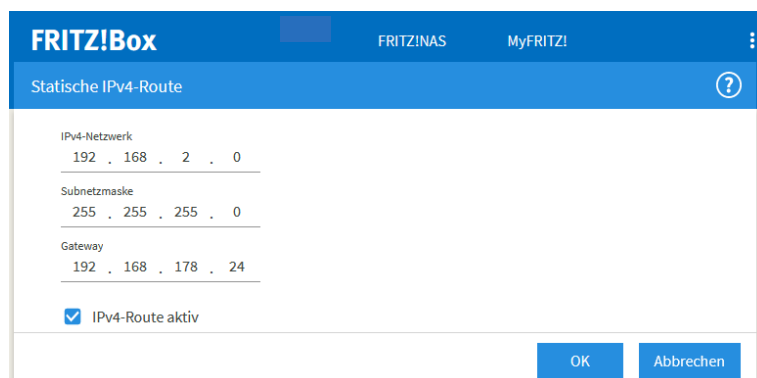 FRITZ!Box FRITZ!NAS MyFRITZ!
Statische IPv4-Route ?
IPv4-Netzwerk
192 . 168 . 2 . 0
Subnetzmaske
255 . 255 . 255 . 0
Gateway
192 . 168 . 178 . 24
IPv4-Route aktiv
OK Abbrechen